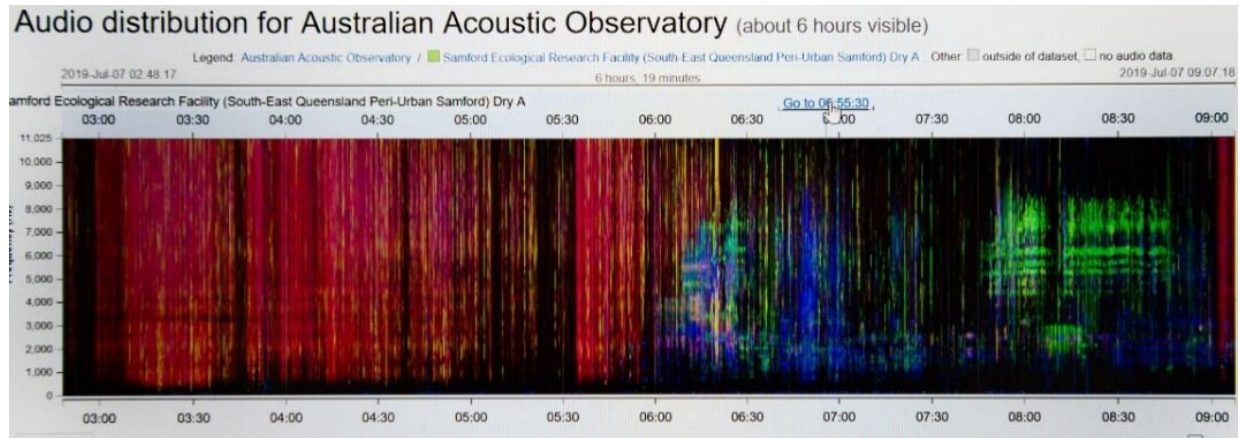 Audio distribution for Australian Acoustic Observatory (about 6 hours visible)
Legend: Australian Acoustic Observatory / Samford Ecological Research Facility (South-East Queensland Peri-Urban Samford) Dry A Other: outside of dataset, no audio data
2019-Jul-07 02:48:17 6 hours, 19 minutes 2019-Jul-07 09:07:18
amford Ecological Research Facility (South-East Queensland Peri-Urban Samford) Dry A Go to 06:55:30
03:00 03:30 04:00 04:30 05:00 05:30 06:00 06:30 07:30 08:00 08:30 09:00
11,025
10,000
9,000
8,000
7,000
6,000
5,000
4,000
3,000
2,000
1,000
0
03:00 03:30 04:00 04:30 05:00 05:30 06:00 06:30 07:00 07:30 08:00 08:30 09:00